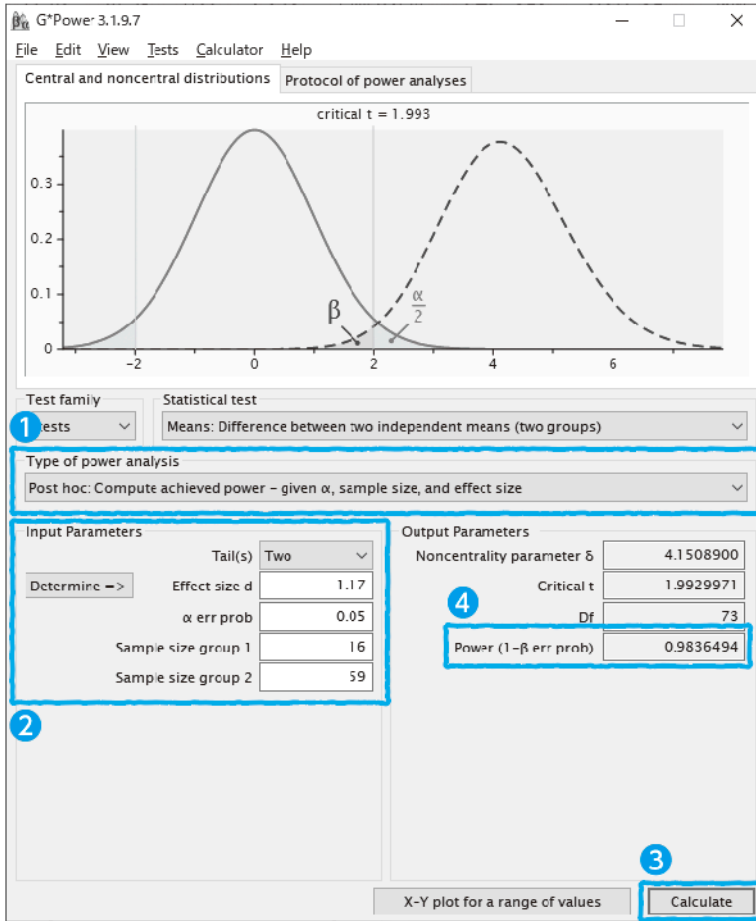 G*Power 3.1.9.7
File Edit View Tests Calculator Help
Central and noncentral distributions Protocol of power analyses
critical t = 1.993
0.3
0.2
0.1
0
β
α
2
-2 0 2 4 6
Test family Statistical test
1
tests Means: Difference between two independent means (two groups)
Type of power analysis
Post hoc: Compute achieved power – given α, sample size, and effect size
Input Parameters Output Parameters
Tail(s) Two Noncentrality parameter δ 4.1508900
Determine => Effect size d 1.17 Critical t 1.9929971
4
α err prob 0.05 Df 73
Sample size group 1 16 Power (1-β err prob) 0.9836494
Sample size group 2 59
2
3
X-Y plot for a range of values Calculate